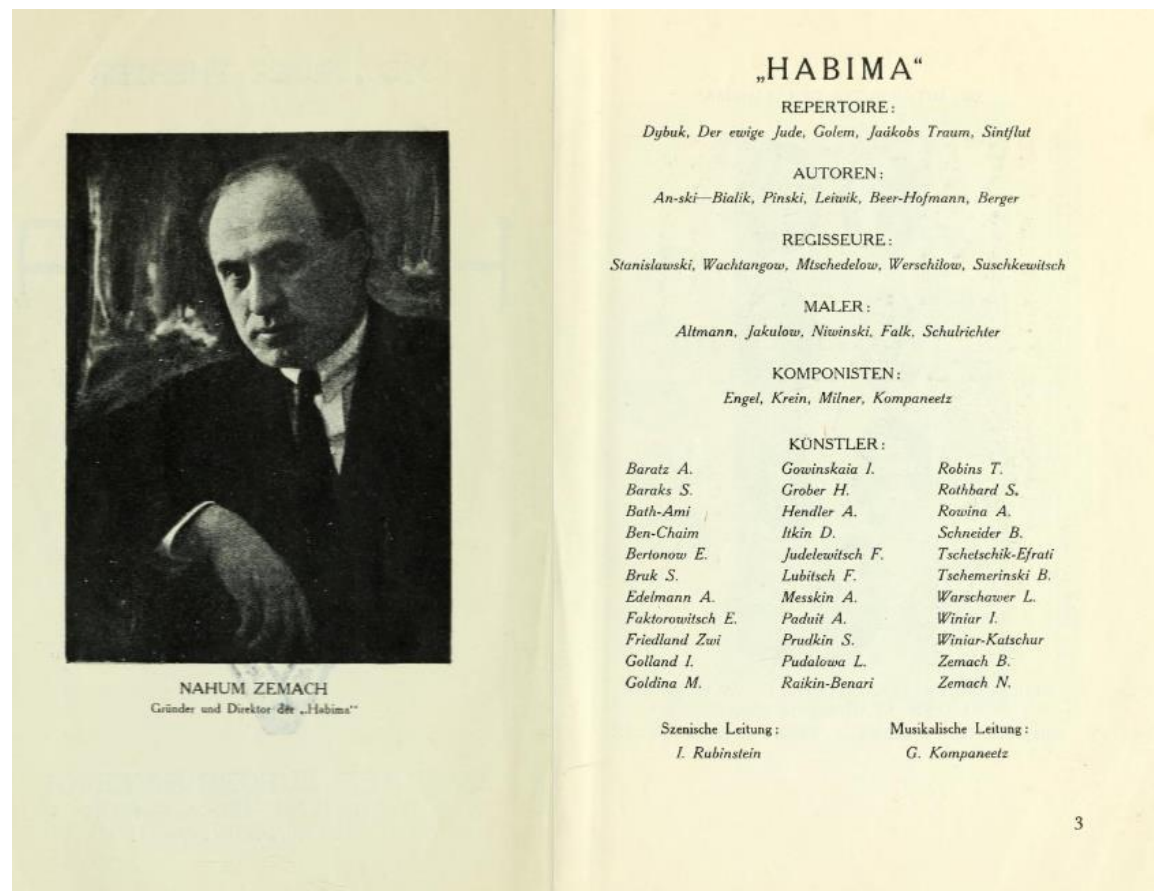 NAHUM ZEMACH
Gründer und Direktor der „Habima“
„HABIMA“
REPERTOIRE:
Dybuk, Der ewige Jude, Golem, Jaákobs Traum, Sintflut
AUTOREN:
An-ski—Bialik, Pinski, Leiwik, Beer-Hofmann, Berger
REGISSEURE:
Stanislawski, Wachtangow, Mtschedelow, Werschilow, Suschkewitsch
MALER:
Altmann, Jakulow, Niwinski, Falk, Schulrichter
KOMPONISTEN:
Engel, Krein, Milner, Kompaneetz
KÜNSTLER:
Baratz A.
Baraks S.
Bath-Ami
Ben-Chaim
Bertonow E.
Bruk S.
Edelmann A.
Faktorowitsch E.
Friedland Zwi
Golland I.
Goldina M.
Gowinskaia I.
Grober H.
Hendler A.
Itkin D.
Judelewitsch F.
Lubitsch F.
Messkin A.
Paduit A.
Prudkin S.
Pudalowa L.
Raikin-Benari
Robins T.
Rothbard S.
Rowina A.
Schneider B.
Tschetschik-Efrati
Tschemerinski B.
Warschawer L.
Winiar I.
Winiar-Katschur
Zemach B.
Zemach N.
Szenische Leitung:
I. Rubinstein
Musikalische Leitung:
G. Kompaneetz
3